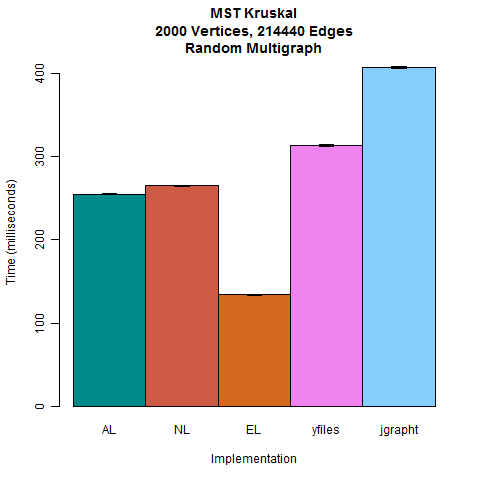 MST Kruskal
2000 Vertices, 214440 Edges
Random Multigraph
400
300
200
100
0
Time (milliseconds)
AL NL EL yfiles jgrapht
Implementation